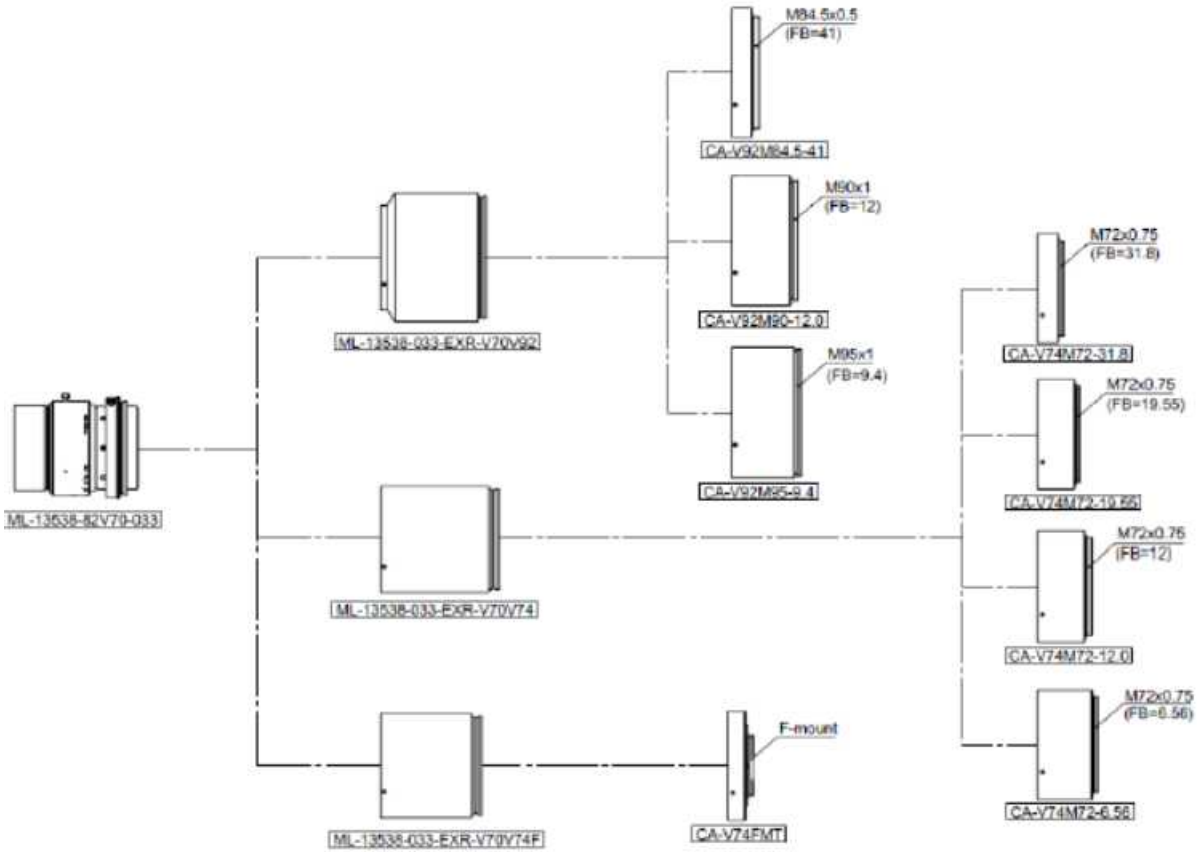 M84.5x0.5
(FB=41)
CA-V92M84.5-41
M90x1
(FB=12)
CA-V92M90-12.0
M95x1
(FB=9.4)
CA-V92M95-9.4
ML-13538-033-EXR-V70V92
M72x0.75
(FB=31.8)
CA-V74M72-31.8
M72x0.75
(FB=19.55)
CA-V74M72-19.55
M72x0.75
(FB=12)
CA-V74M72-12.0
M72x0.75
(FB=6.56)
CA-V74M72-6.56
ML-13538-82V70-033
ML-13538-033-EXR-V70V74
F-mount
ML-13538-033-EXR-V70V74F
CA-V74FMT